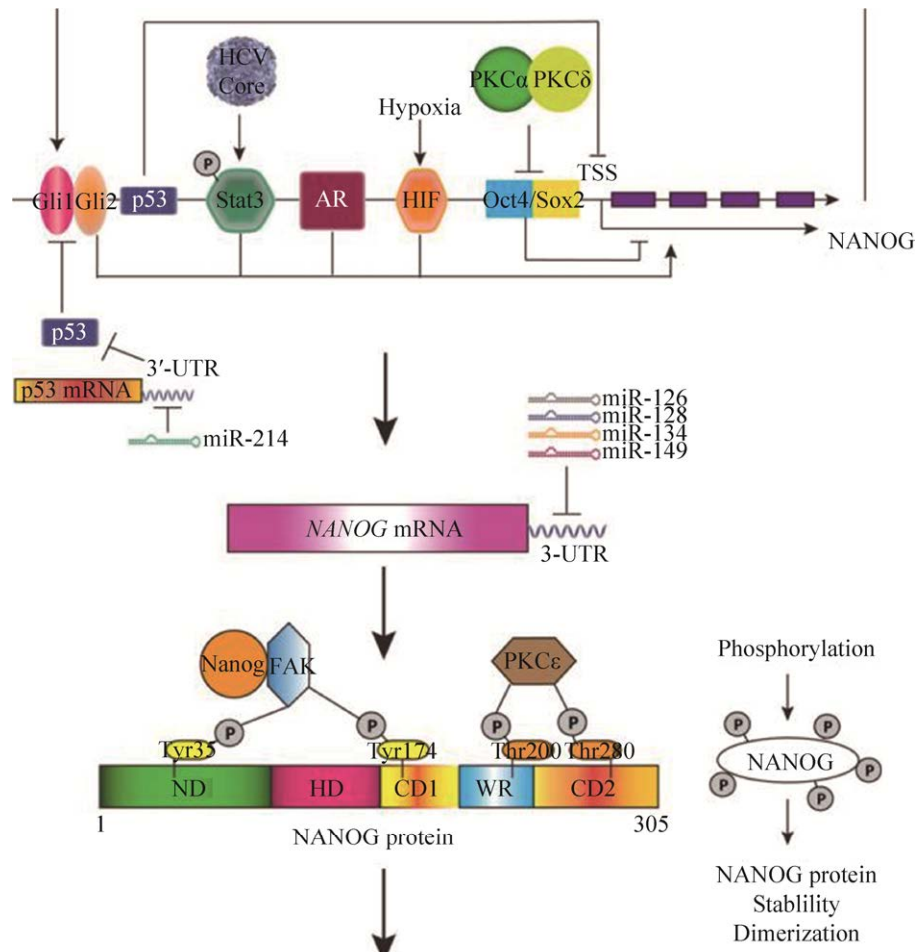 HCV
Core
PKCα
PKCδ
Hypoxia
P
TSS
Gli1
Gli2
p53
Stat3
AR
HIF
Oct4/Sox2
NANOG
p53
3′-UTR
p53 mRNA
miR-214
miR-126
miR-128
miR-134
miR-149
NANOG mRNA
3-UTR
Nanog
FAK
PKCε
P
P
P
P
Tyr35
Tyr174
Thr200
Thr280
ND
HD
CD1
WR
CD2
1
305
NANOG protein
Phosphorylation
P
P
NANOG
P
P
P
NANOG protein
Stablility
Dimerization